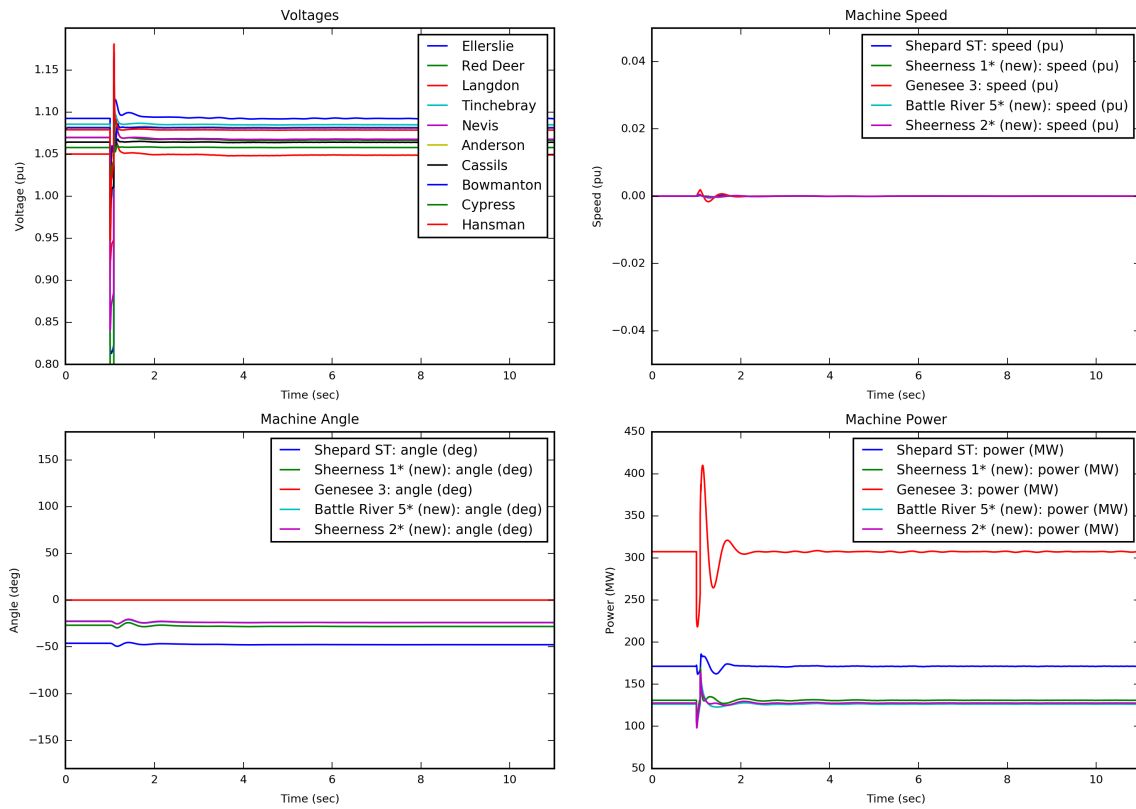 Voltages
1.15
1.10
1.05
1.00
0.95
0.90
0.85
0.80
Voltage (pu)
0
2
4
6
8
10
Time (sec)
Ellerslie
Red Deer
Langdon
Tinchebray
Nevis
Anderson
Cassils
Bowmanton
Cypress
Hansman
Machine Speed
0.04
0.02
0.00
−0.02
−0.04
Speed (pu)
0
2
4
6
8
10
Time (sec)
Shepard ST: speed (pu)
Sheerness 1* (new): speed (pu)
Genesee 3: speed (pu)
Battle River 5* (new): speed (pu)
Sheerness 2* (new): speed (pu)
Machine Angle
150
100
50
0
−50
−100
−150
Angle (deg)
0
2
4
6
8
10
Time (sec)
Shepard ST: angle (deg)
Sheerness 1* (new): angle (deg)
Genesee 3: angle (deg)
Battle River 5* (new): angle (deg)
Sheerness 2* (new): angle (deg)
Machine Power
450
400
350
300
250
200
150
100
50
Power (MW)
0
2
4
6
8
10
Time (sec)
Shepard ST: power (MW)
Sheerness 1* (new): power (MW)
Genesee 3: power (MW)
Battle River 5* (new): power (MW)
Sheerness 2* (new): power (MW)